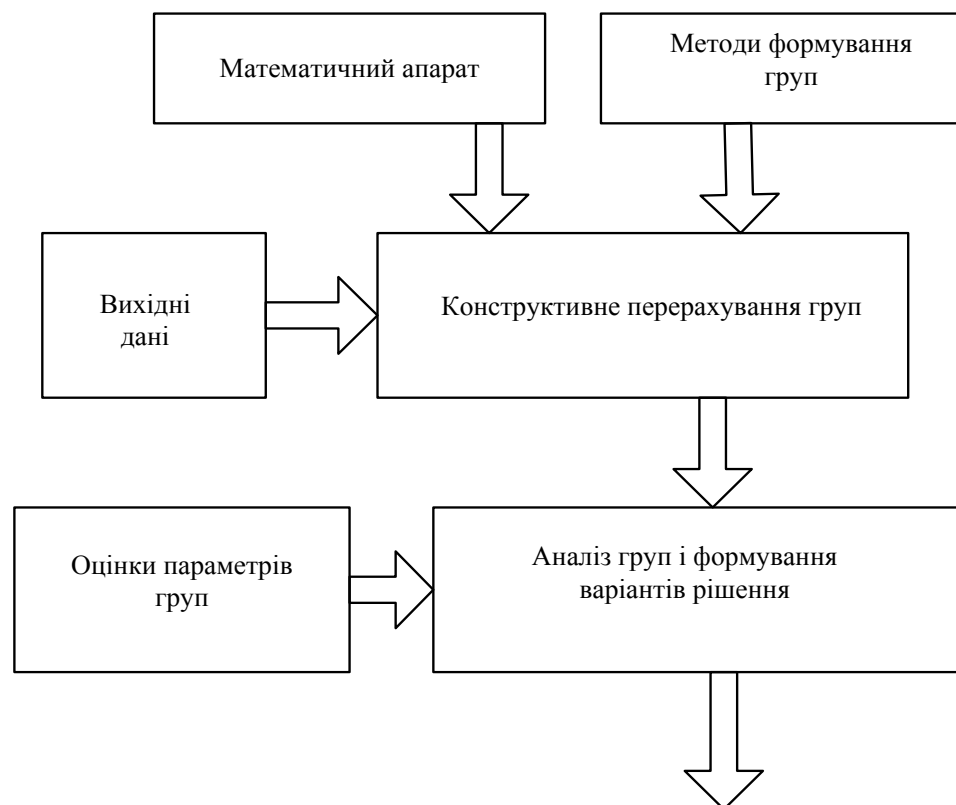 Математичний апарат
Методи формування
груп
Вихідні
дані
Конструктивне перерахування груп
Оцінки параметрів
груп
Аналіз груп і формування
варіантів рішення